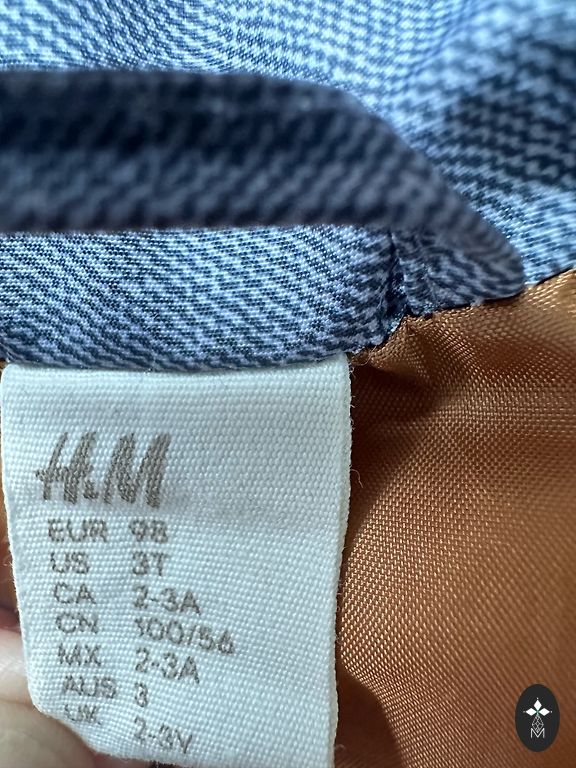 H&M
EUR 98
US 3T
CA 2-3A
CN 100/56
MX 2-3A
AUS 3
UK 2-3Y
M